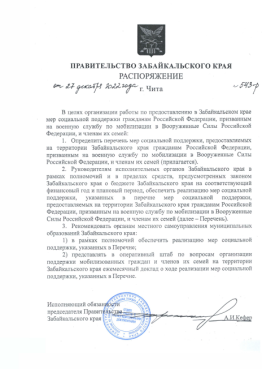 ПРАВИТЕЛЬСТВО ЗАБАЙКАЛЬСКОГО КРАЯ
РАСПОРЯЖЕНИЕ
от 27 декабря 2022 года № 543-р
г. Чита
В целях организации работы по предоставлению в Забайкальском крае
мер социальной поддержки гражданам Российской Федерации, призванным
на военную службу по мобилизации в Вооруженные Силы Российской
Федерации, и членам их семей:
1. Определить перечень мер социальной поддержки, предоставляемых
на территории Забайкальского края гражданам Российской Федерации,
призванным на военную службу по мобилизации в Вооруженные Силы
Российской Федерации, и членам их семей (прилагается).
2. Руководителям исполнительных органов Забайкальского края в
рамках полномочий и в пределах средств, предусмотренных законом
Забайкальского края о бюджете Забайкальского края на соответствующий
финансовый год и плановый период, обеспечить реализацию мер социальной
поддержки, указанных в перечне мер социальной поддержки,
предоставляемых на территории Забайкальского края гражданам Российской
Федерации, призванным на военную службу по мобилизации в Вооруженные
Силы Российской Федерации, и членам их семей (далее – Перечень).
3. Рекомендовать органам местного самоуправления муниципальных
образований Забайкальского края:
1) в рамках полномочий обеспечить реализацию мер социальной
поддержки, указанных в Перечне;
2) представлять в оперативный штаб по вопросам организации
поддержки мобилизованных граждан и членов их семей на территории
Забайкальского края ежемесячный доклад о ходе реализации мер социальной
поддержки, указанных в Перечне.
Исполняющий обязанности
председателя Правительства
Забайкальского края
А.И.Кефер